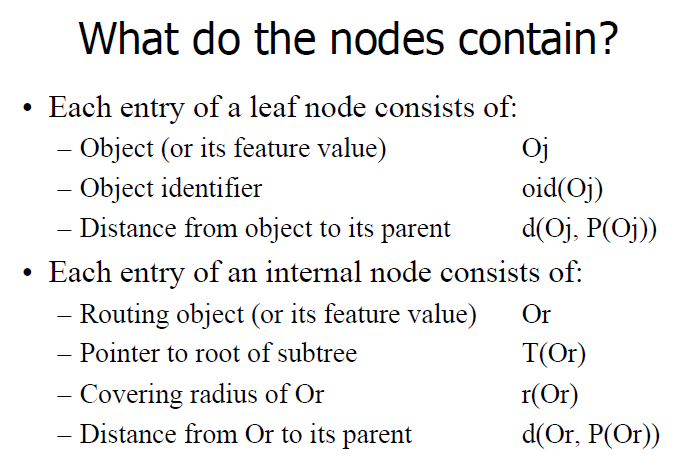 What do the nodes contain?
• Each entry of a leaf node consists of:
– Object (or its feature value) Oj
– Object identifier oid(Oj)
– Distance from object to its parent d(Oj, P(Oj))
• Each entry of an internal node consists of:
– Routing object (or its feature value) Or
– Pointer to root of subtree T(Or)
– Covering radius of Or r(Or)
– Distance from Or to its parent d(Or, P(Or))